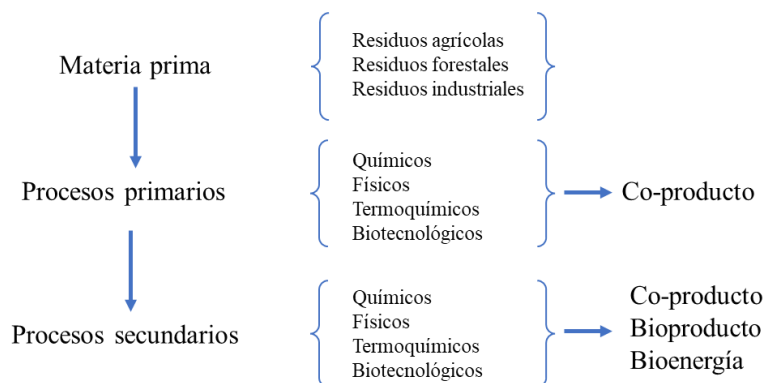 Materia prima
Residuos agrícolas
Residuos forestales
Residuos industriales
Procesos primarios
Químicos
Físicos
Termoquímicos
Biotecnológicos
Co-producto
Procesos secundarios
Químicos
Físicos
Termoquímicos
Biotecnológicos
Co-producto
Bioproducto
Bioenergía